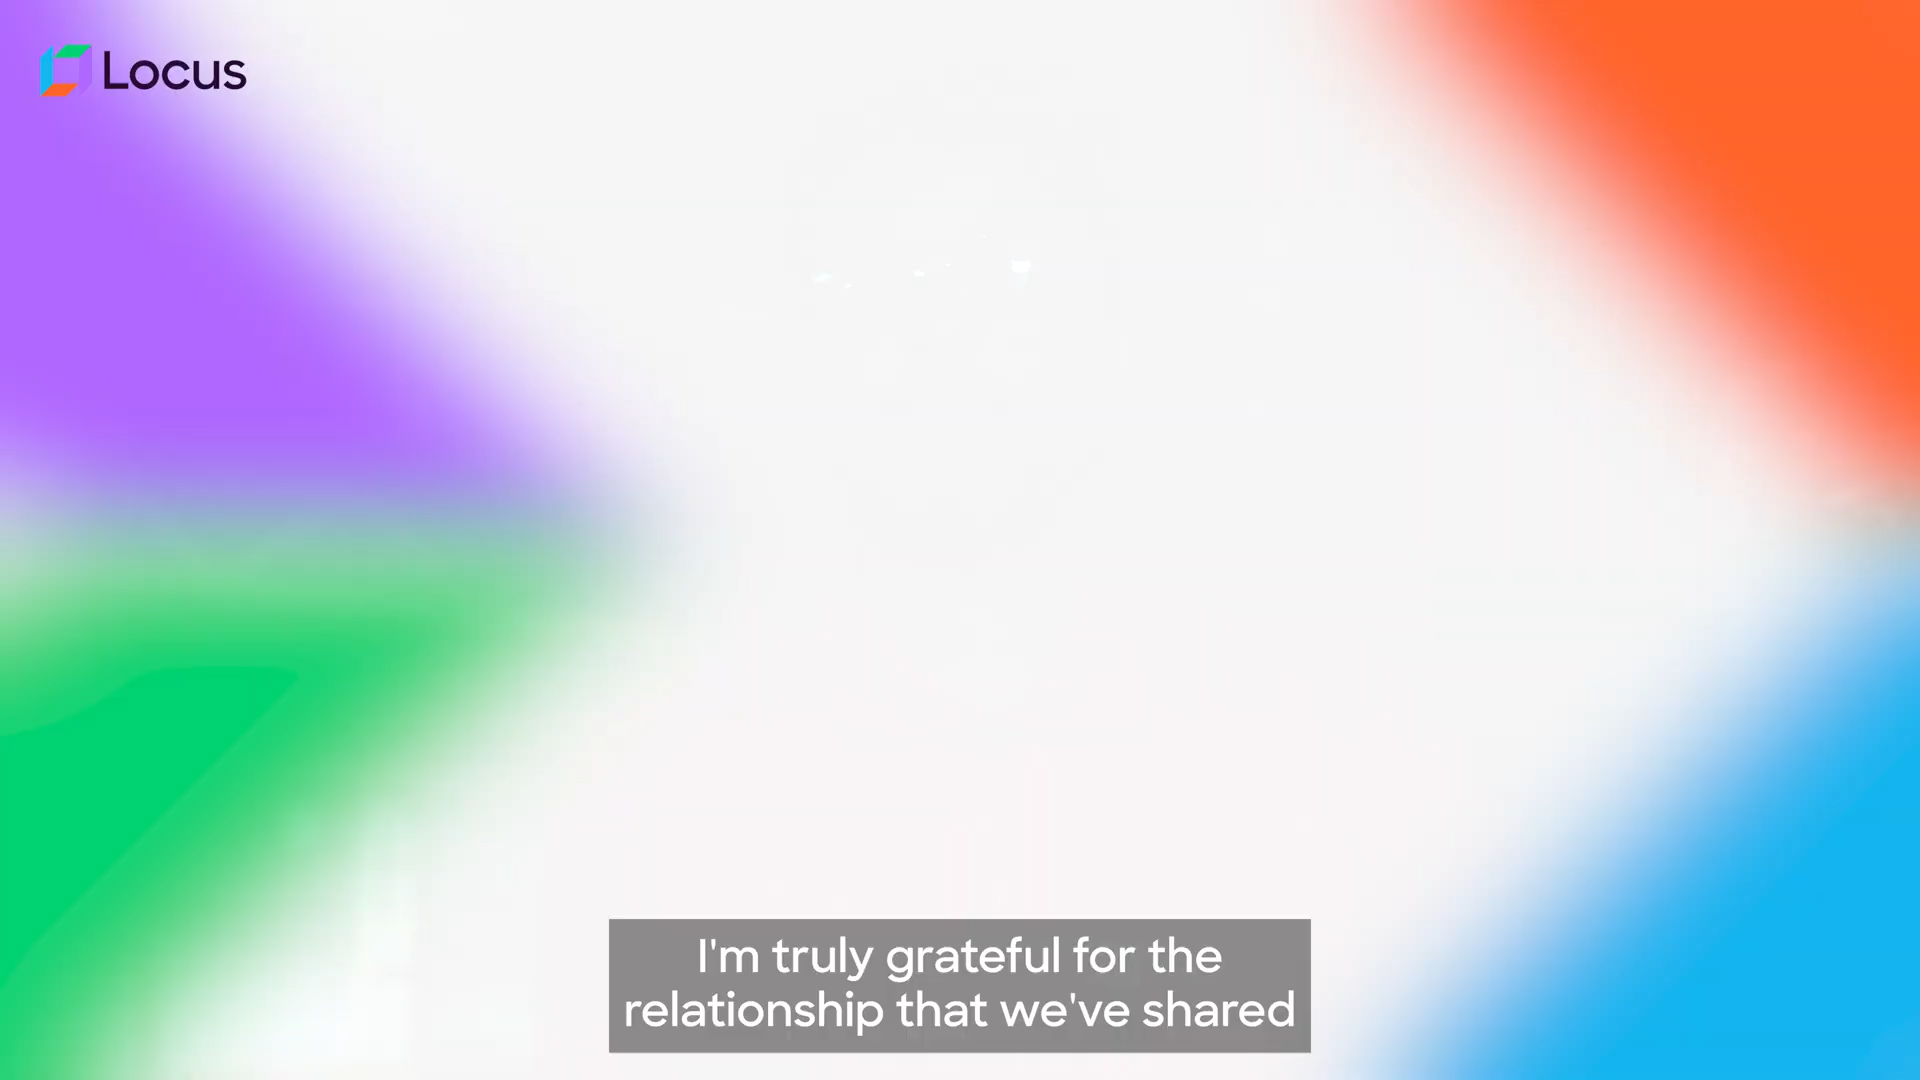 Locus
I'm truly grateful for the
relationship that we've shared